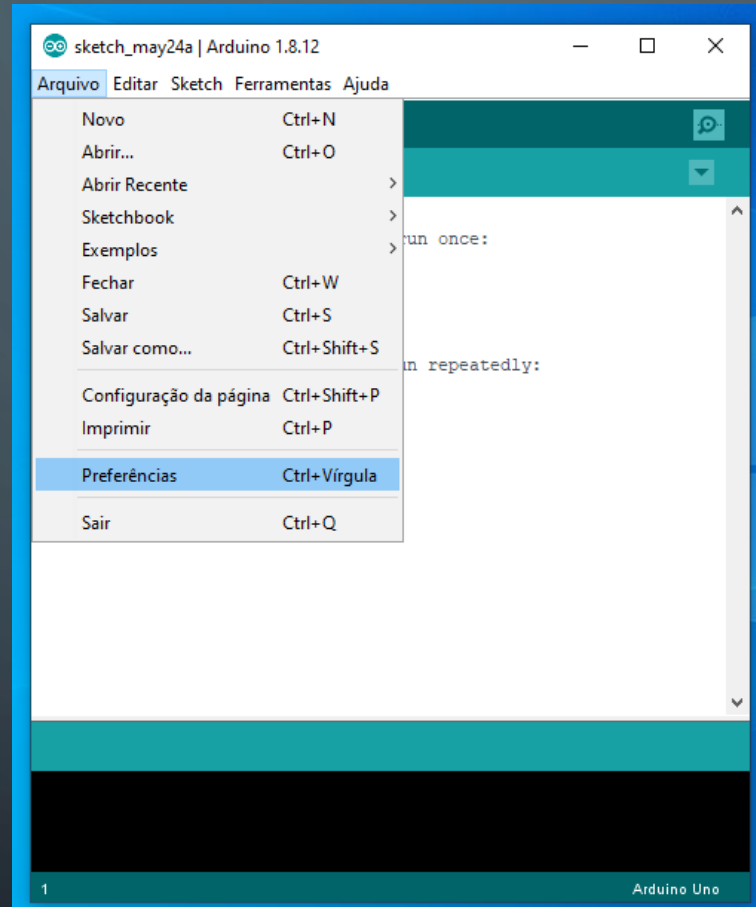 sketch_may24a | Arduino 1.8.12
Arquivo Editar Sketch Ferramentas Ajuda
Novo Ctrl+N
Abrir... Ctrl+O
Abrir Recente
Sketchbook
Exemplos
run once:
Fechar Ctrl+W
Salvar Ctrl+S
Salvar como... Ctrl+Shift+S
repeatedly:
Configuração da página Ctrl+Shift+P
Imprimir Ctrl+P
Preferências Ctrl+Vírgula
Sair Ctrl+Q
1 Arduino Uno